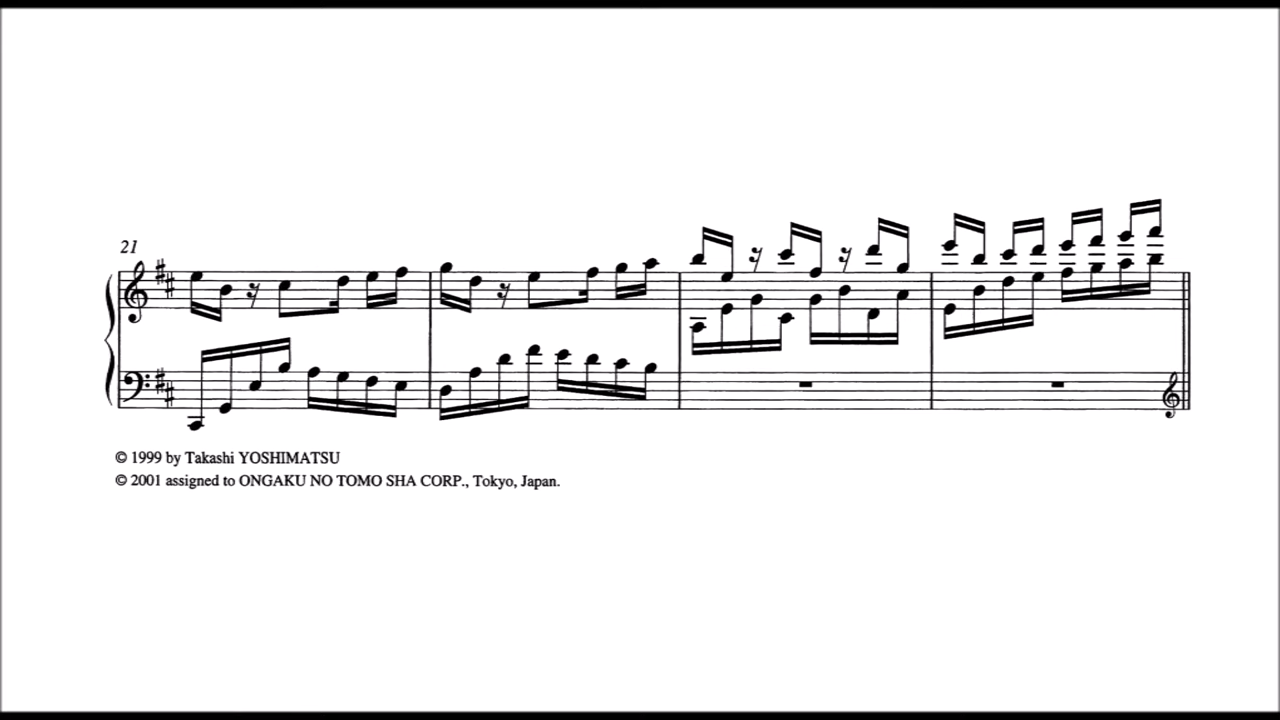 21
© 1999 by Takashi YOSHIMATSU
© 2001 assigned to ONGAKU NO TOMO SHA CORP., Tokyo, Japan.